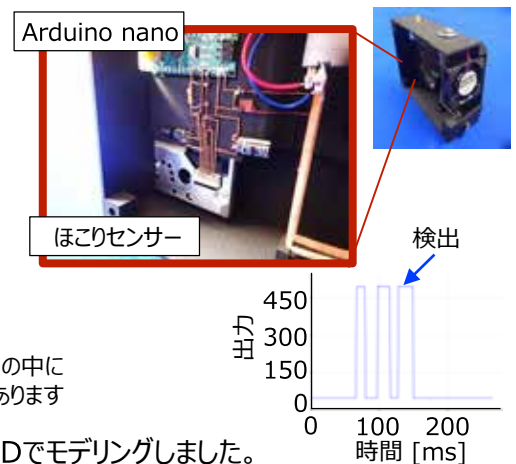 Arduino nano
ほこりセンサー
検出
出力
450
300
150
0
0 100 200
時間 [ms]
の中に
あります
Dでモデリングしました。